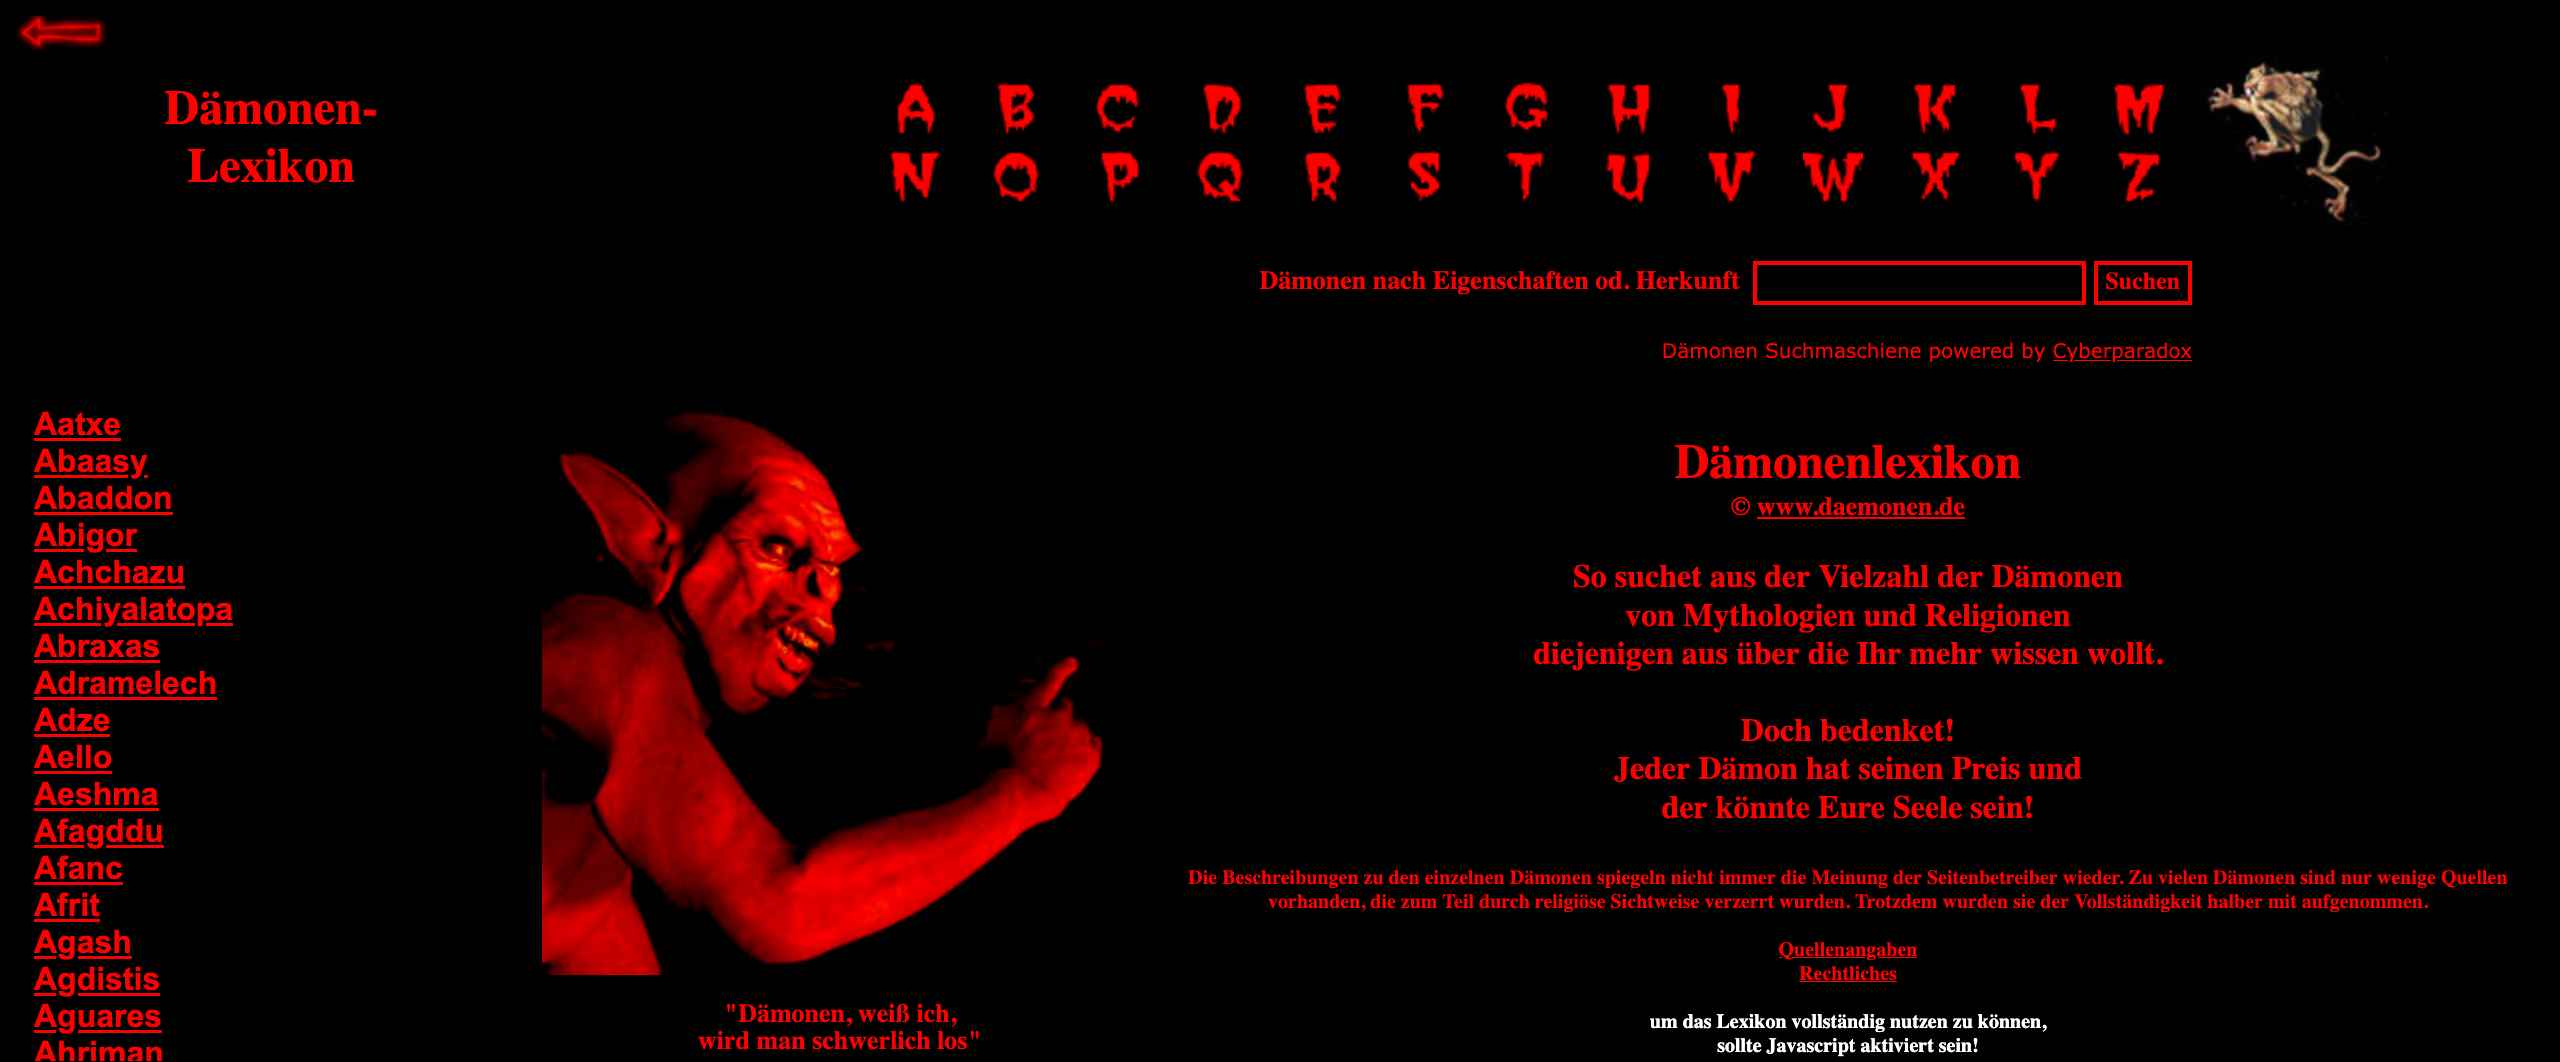 Dämonen-
Lexikon
A B C D E F G H I J K L M
N O P Q R S T U V W X Y Z
Dämonen nach Eigenschaften od. Herkunft Suchen
Dämonen Suchmaschiene powered by Cyberparadox
Aatxe
Abaasy
Abaddon
Abigor
Achchazu
Achiyalatopa
Abraxas
Adramelech
Adze
Aello
Aeshma
Afagddu
Afanc
Afrit
Agash
Agdistis
Aguares
Ahriman
"Dämonen, weiß ich,
wird man schwerlich los"
Dämonenlexikon
© www.daemonen.de
So suchet aus der Vielzahl der Dämonen
von Mythologien und Religionen
diejenigen aus über die Ihr mehr wissen wollt.
Doch bedenket!
Jeder Dämon hat seinen Preis und
der könnte Eure Seele sein!
Die Beschreibungen zu den einzelnen Dämonen spiegeln nicht immer die Meinung der Seitenbetreiber wieder. Zu vielen Dämonen sind nur wenige Quellen
vorhanden, die zum Teil durch religiöse Sichtweise verzerrt wurden. Trotzdem wurden sie der Vollständigkeit halber mit aufgenommen.
Quellenangaben
Rechtliches
um das Lexikon vollständig nutzen zu können,
sollte Javascript aktiviert sein!